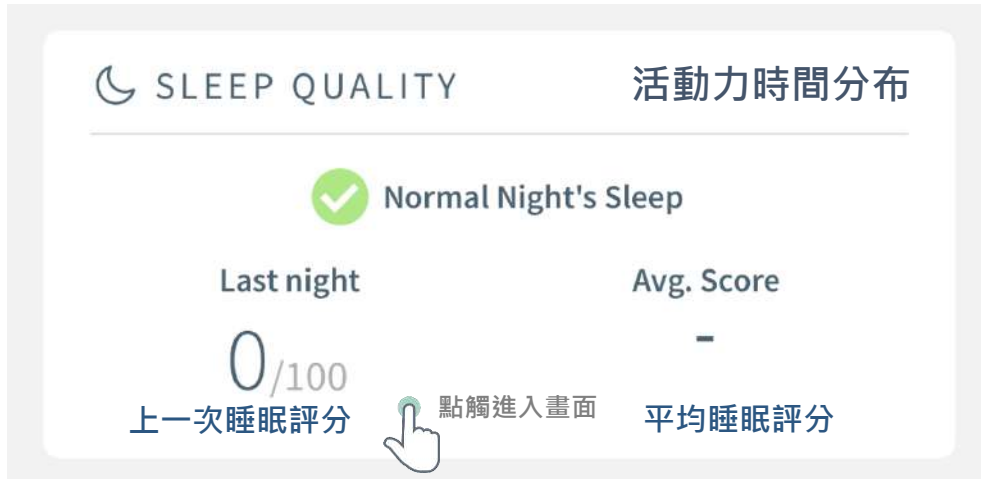 SLEEP QUALITY 活動力時間分布
Normal Night's Sleep
Last night Avg. Score
0/100 -
點觸進入畫面
上一次睡眠評分 平均睡眠評分